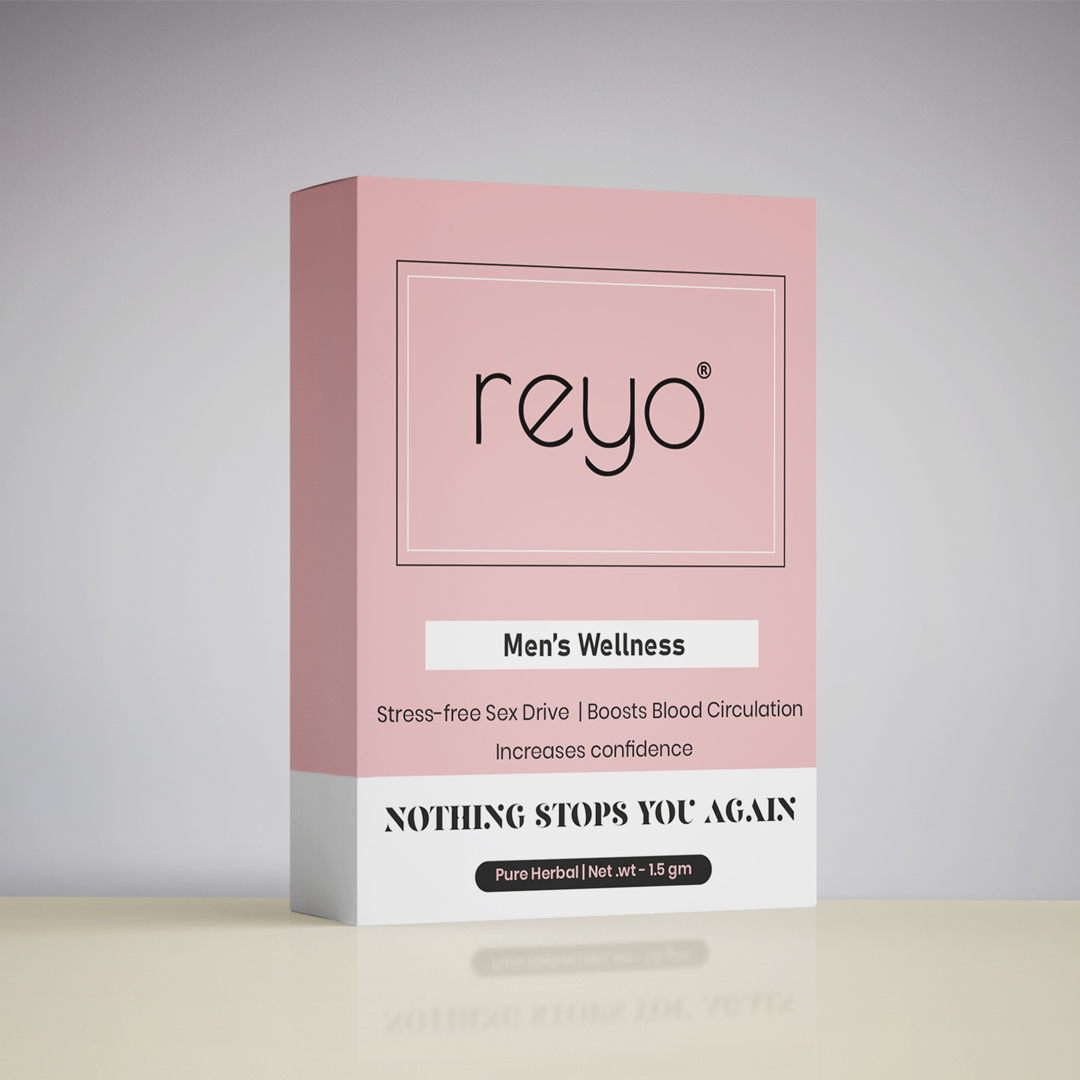 reyo®
Men's Wellness
Stress-free Sex Drive | Boosts Blood Circulation
Increases confidence
NOTHING STOPS YOU AGAIN
Pure Herbal | Net .wt - 1.5 gm